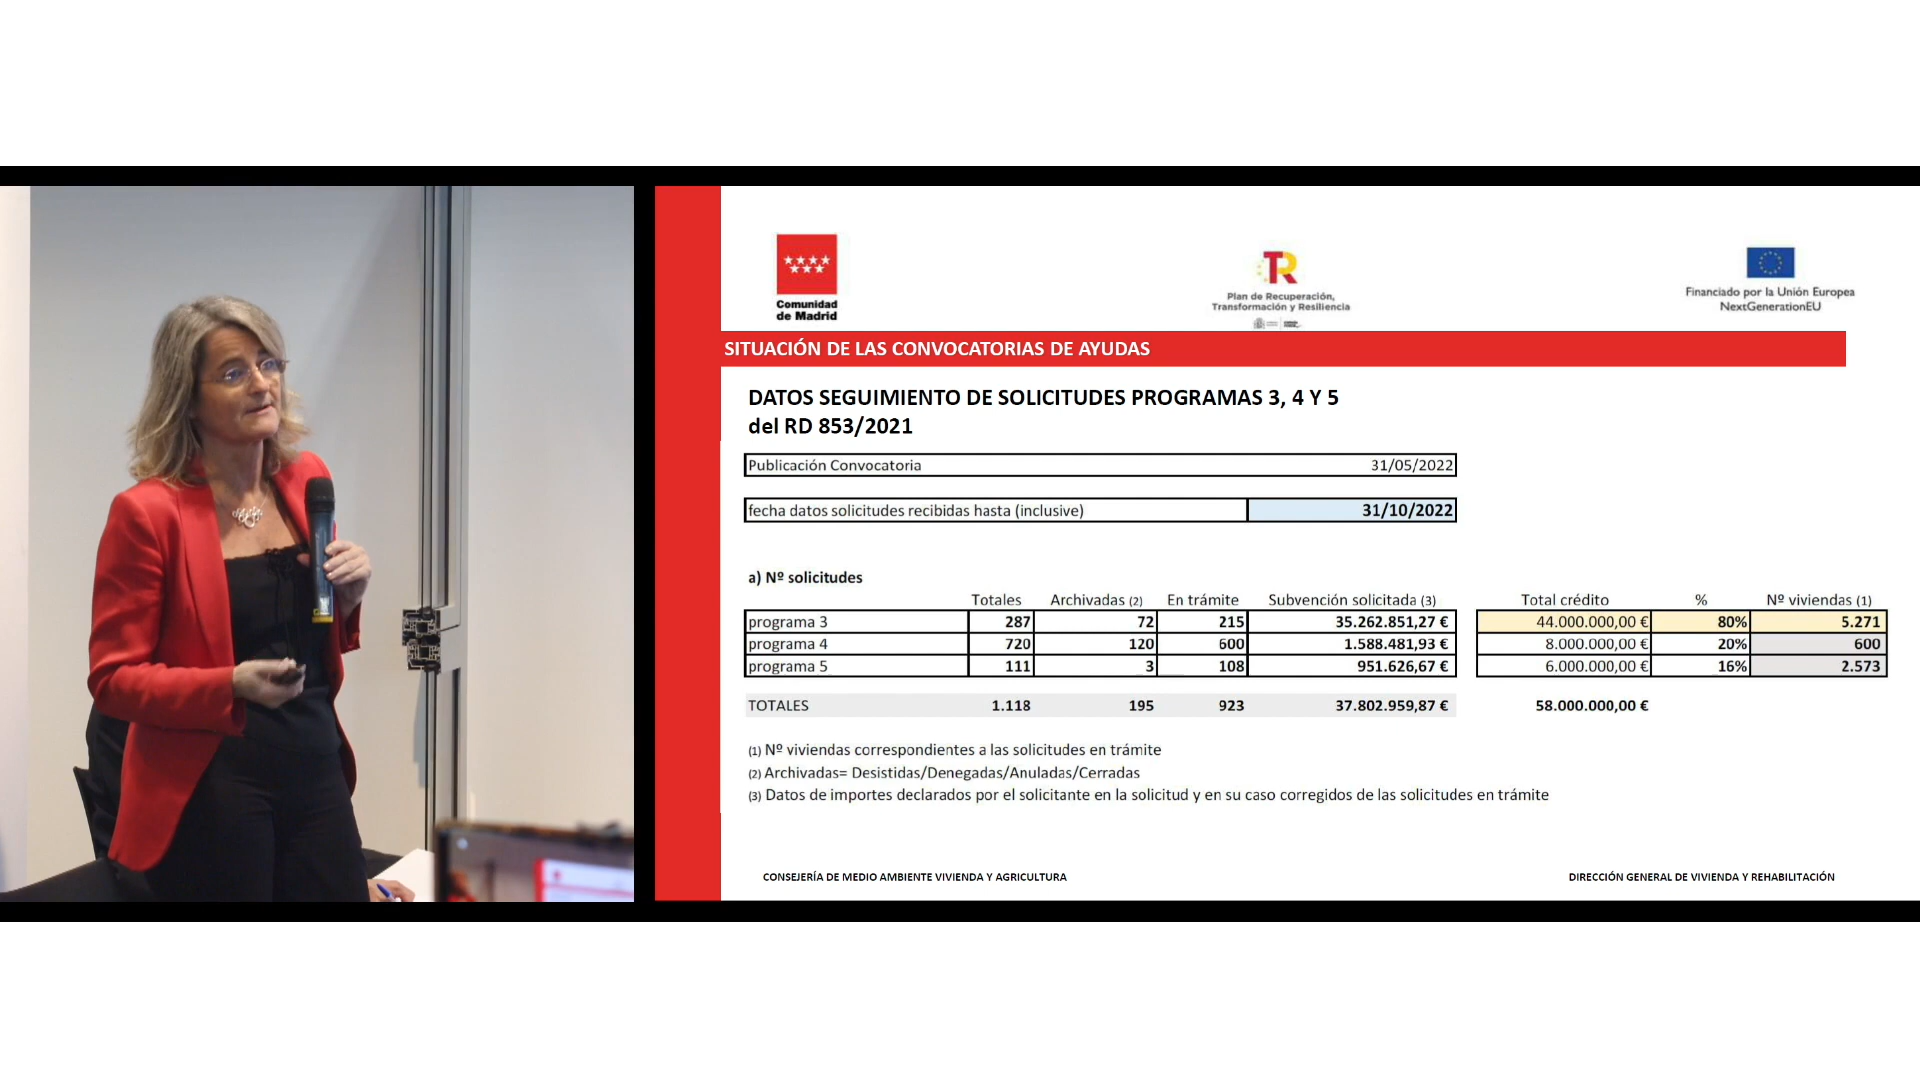 Comunidad
de Madrid
Plan de Recuperación,
Transformación y Resiliencia
Financiado por la Unión Europea
NextGenerationEU
SITUACIÓN DE LAS CONVOCATORIAS DE AYUDAS
DATOS SEGUIMIENTO DE SOLICITUDES PROGRAMAS 3, 4 Y 5
del RD 853/2021
Publicación Convocatoria 31/05/2022
fecha datos solicitudes recibidas hasta (inclusive) 31/10/2022
a) Nº solicitudes
Totales Archivadas (2) En trámite Subvención solicitada (3) Total crédito % Nº viviendas (1)
programa 3 287 72 215 35.262.851,27 € 44.000.000,00 € 80% 5.271
programa 4 720 120 600 1.588.481,93 € 8.000.000,00 € 20% 600
programa 5 111 3 108 951.626,67 € 6.000.000,00 € 16% 2.573
TOTALES 1.118 195 923 37.802.959,87 € 58.000.000,00 €
(1) Nº viviendas correspondientes a las solicitudes en trámite
(2) Archivadas= Desistidas/Denegadas/Anuladas/Cerradas
(3) Datos de importes declarados por el solicitante en la solicitud y en su caso corregidos de las solicitudes en trámite
CONSEJERÍA DE MEDIO AMBIENTE VIVIENDA Y AGRICULTURA DIRECCIÓN GENERAL DE VIVIENDA Y REHABILITACIÓN